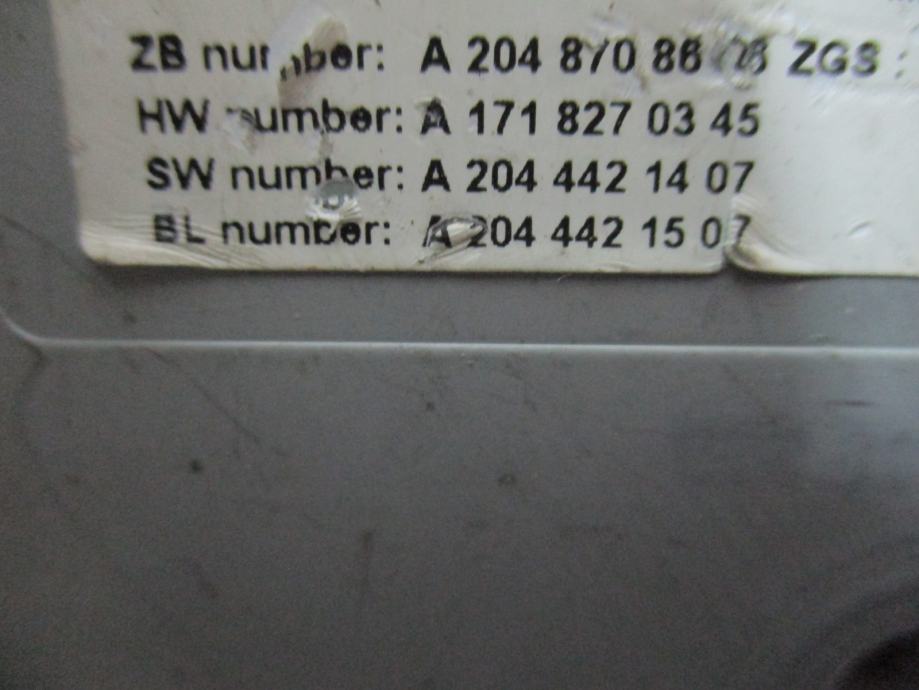 ZB number: A 204 870 86 ZGS :
HW number: A 171 827 03 45
SW number: A 204 442 14 07
BL number: A 204 442 15 07